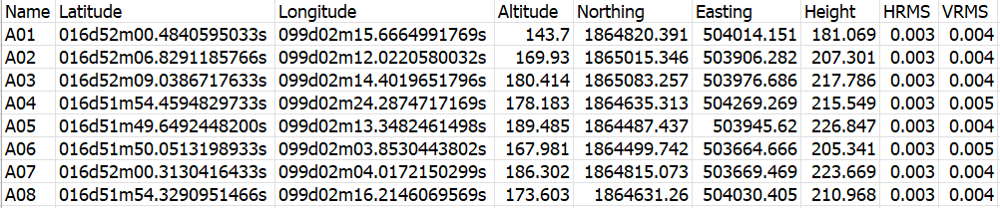 Name Latitude Longitude Altitude Northing Easting Height HRMS VRMS
A01 016d52m00.4840595033s 099d02m15.6664991769s 143.7 1864820.391 504014.151 181.069 0.003 0.004
A02 016d52m06.8291185766s 099d02m12.0220580032s 169.93 1865015.346 503906.282 207.301 0.003 0.004
A03 016d52m09.0386717633s 099d02m14.4019651796s 180.414 1865083.257 503976.686 217.786 0.003 0.004
A04 016d51m54.4594829733s 099d02m24.2874717169s 178.183 1864635.313 504269.269 215.549 0.003 0.005
A05 016d51m49.6492448200s 099d02m13.3482461498s 189.485 1864487.437 503945.62 226.847 0.003 0.004
A06 016d51m50.0513198933s 099d02m03.8530443802s 167.981 1864499.742 503664.666 205.341 0.003 0.005
A07 016d52m00.3130416433s 099d02m04.0172150299s 186.302 1864815.073 503669.469 223.669 0.003 0.004
A08 016d51m54.3290951466s 099d02m16.2146069569s 173.603 1864631.26 504030.405 210.968 0.003 0.004